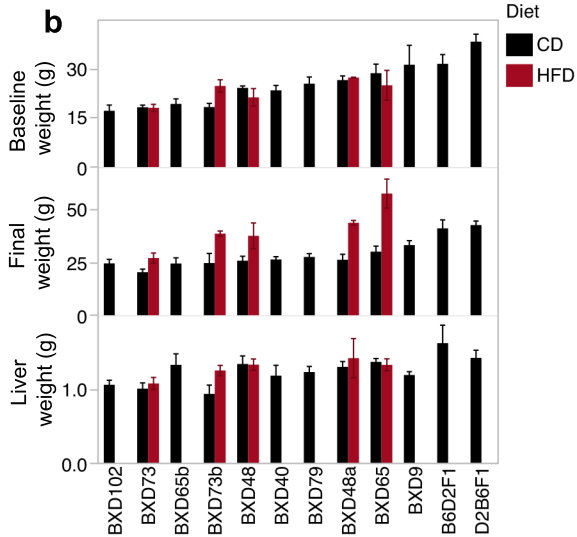 b
Diet
CD
HFD
Baseline
weight (g)
30
15
0
Final
weight (g)
50
25
0
Liver
weight (g)
1.0
0.0
BXD102
BXD73
BXD65b
BXD73b
BXD48
BXD40
BXD79
BXD48a
BXD65
BXD9
B6D2F1
D2B6F1